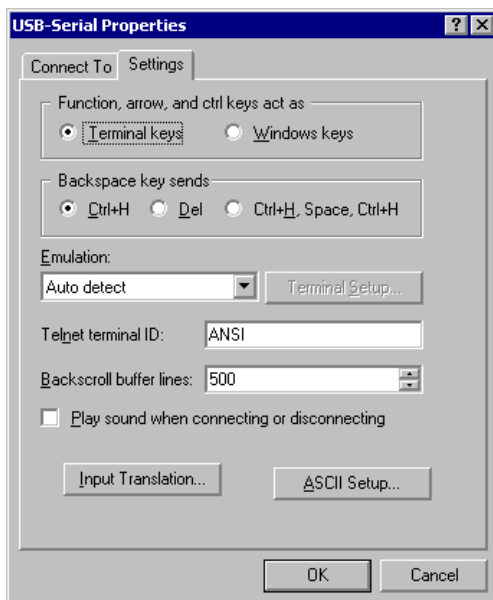 USB-Serial Properties
Connect To Settings
Function, arrow, and ctrl keys act as
Terminal keys Windows keys
Backspace key sends
Ctrl+H Del Ctrl+H, Space, Ctrl+H
Emulation:
Auto detect Terminal Setup...
Telnet terminal ID: ANSI
Backscroll buffer lines: 500
Play sound when connecting or disconnecting
Input Translation... ASCII Setup...
OK Cancel